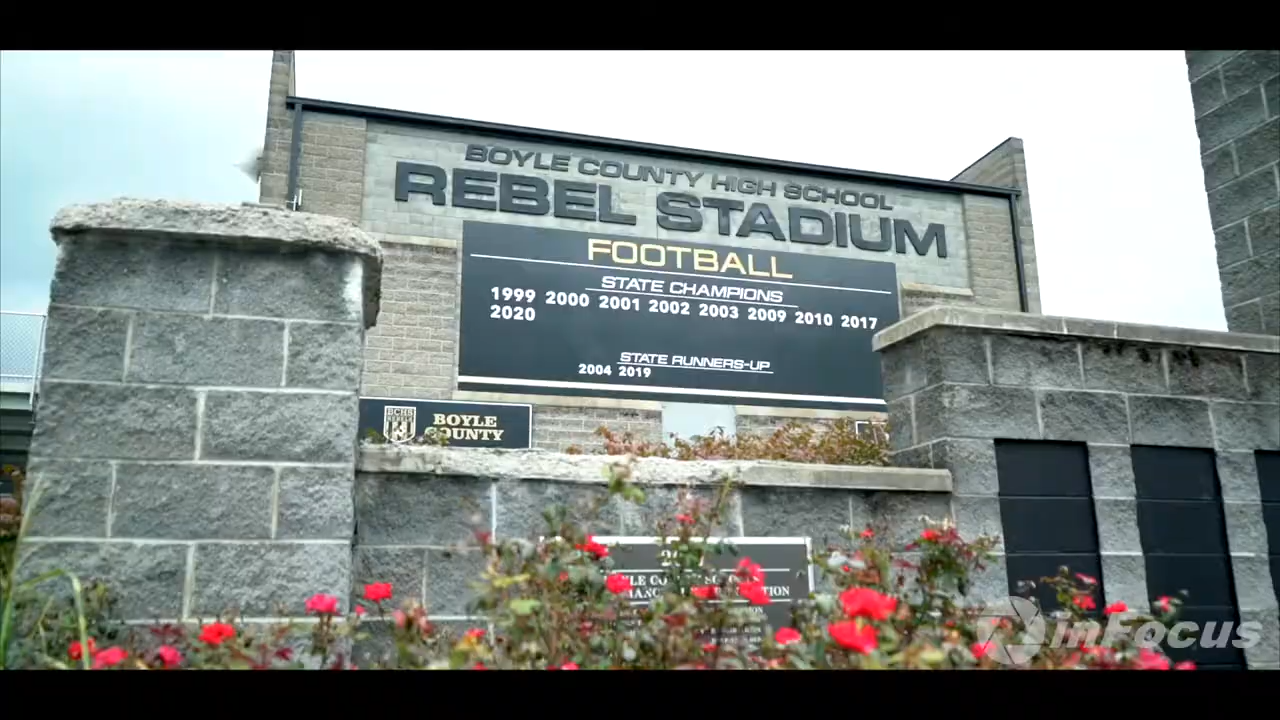 BOYLE COUNTY HIGH SCHOOL
REBEL STADIUM
FOOTBALL
STATE CHAMPIONS
1999 2000 2001 2002 2003 2009 2010 2017
2020
STATE RUNNERS-UP
2004 2019
BCHS
REBELS
BOYLE
COUNTY
inFocus